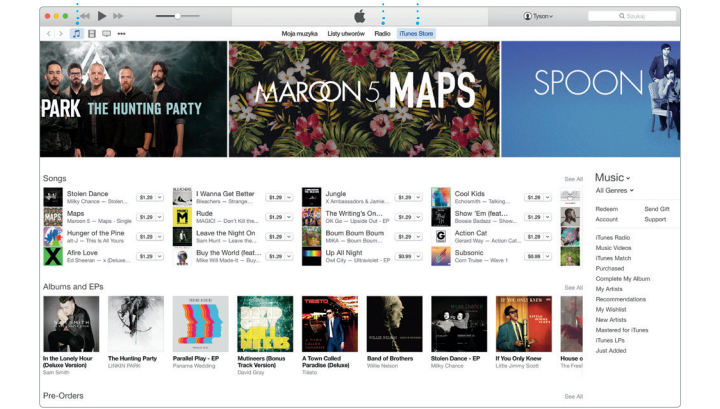 Tyson
Szukaj
Moja muzyka Listy utworów Radio iTunes Store
PARK THE HUNTING PARTY
MAROON 5 MAPS
SPOON
Songs See All
Stolen Dance
Milky Chance — Stolen...
$1.29
Maps
Maroon 5 — Maps - Single
$1.29
Hunger of the Pine
alt-J — This Is All Yours
$1.29
Afire Love
Ed Sheeran — x (Deluxe...
$1.29
BLEACHERS
I Wanna Get Better
Bleachers — Strange...
$1.29
Rude
MAGIC! — Don't Kill the...
$1.29
Leave the Night On
Sam Hunt — Leave the...
$1.29
Buy the World (feat...
Mike Will Made-It — Buy...
$1.29
Jungle
X Ambassadors & Jamie...
$1.29
The Writing's On...
OK Go — Upside Out - EP
$1.29
Boum Boum Boum
MIKA — Boum Boum...
$1.29
Up All Night
Owl City — Ultraviolet - EP
$0.99
Cool Kids
Echosmith — Talking...
$1.29
Show 'Em (feat...
Boosie Badazz — Show...
$1.29
Action Cat
Gerard Way — Action Cat...
$1.29
Subsonic
Com Truise — Wave 1
$0.99
Music
All Genres
Redeem Send Gift
Account Support
iTunes Radio
Music Videos
iTunes Match
Purchased
Complete My Album
My Artists
Recommendations
My Wishlist
New Artists
Mastered for iTunes
iTunes LPs
Just Added
Albums and EPs See All
TIËSTO
IF YOU ONLY KNEW
In the Lonely Hour
(Deluxe Version)
Sam Smith
The Hunting Party
LINKIN PARK
Parallel Play - EP
Panama Wedding
Mutineers (Bonus
Track Version)
David Gray
A Town Called
Paradise (Deluxe)
Tiësto
Band of Brothers
Willie Nelson
Stolen Dance - EP
Milky Chance
If You Only Knew
Little Jimmy Scott
House o
The Fresh
Pre-Orders See All